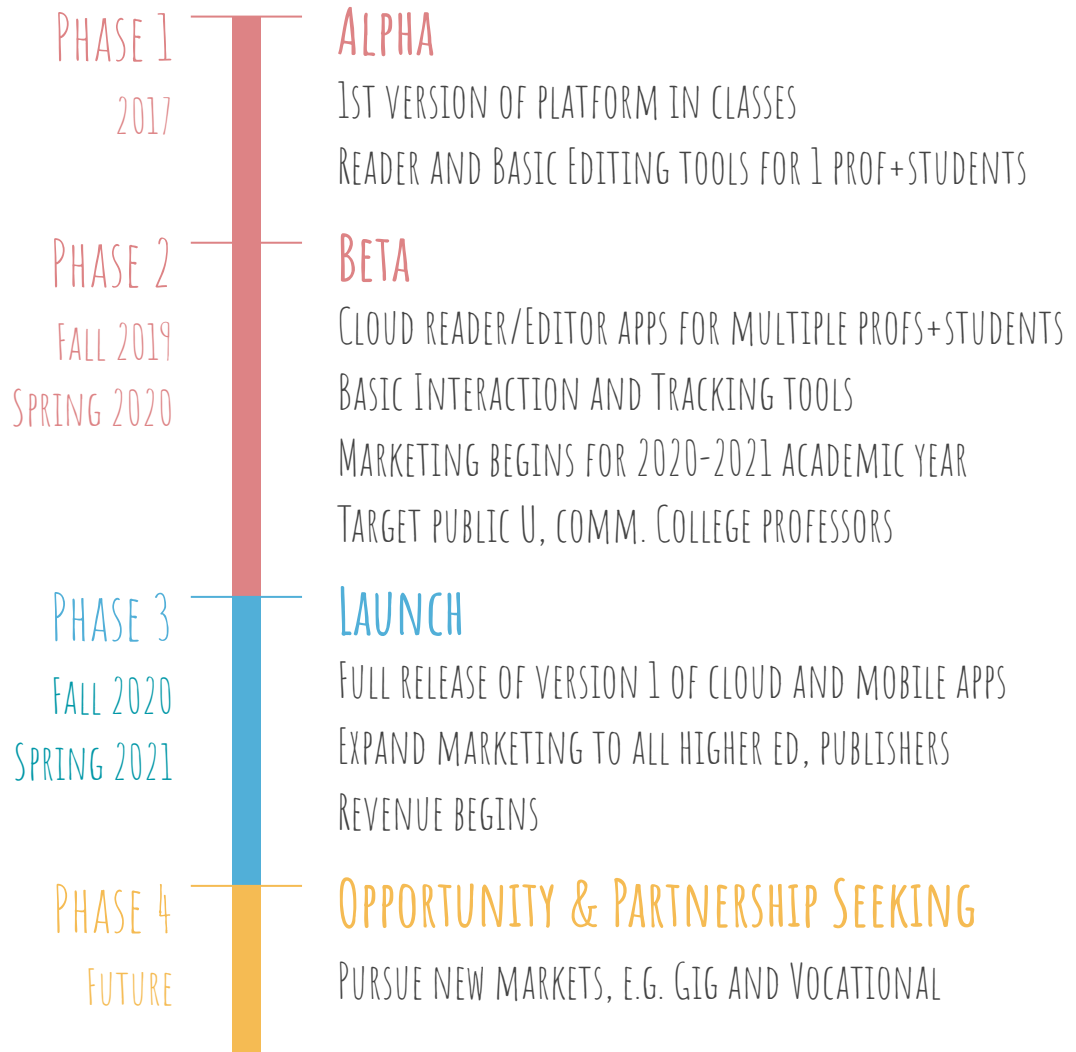 Phase 1
2017
Alpha
1st version of platform in classes
Reader and Basic Editing tools for 1 prof+students
Phase 2
Fall 2019
Spring 2020
Beta
Cloud reader/Editor apps for multiple profs+students
Basic Interaction and Tracking tools
Marketing begins for 2020-2021 academic year
Target public U, comm. College professors
Phase 3
Fall 2020
Spring 2021
Launch
Full release of version 1 of cloud and mobile apps
Expand marketing to all higher ed, publishers
Revenue begins
Phase 4
Future
Opportunity & Partnership Seeking
Pursue new markets, e.g. Gig and Vocational